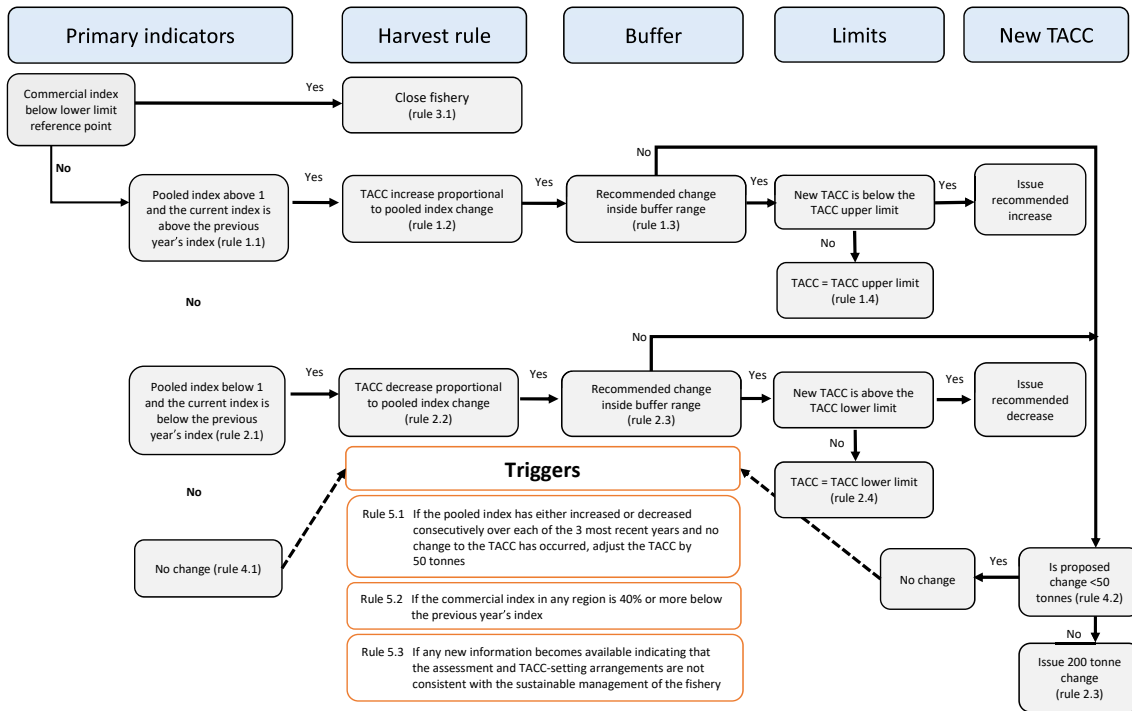 Primary indicators
Harvest rule
Buffer
Limits
New TACC
Commercial index
below lower limit
reference point
Yes
Close fishery
(rule 3.1)
No
No
Pooled index above 1
and the current index is
above the previous
year's index (rule 1.1)
Yes
TACC increase proportional
to pooled index change
(rule 1.2)
Yes
Recommended change
inside buffer range
(rule 1.3)
Yes
New TACC is below the
TACC upper limit
Yes
Issue
recommended
increase
No
TACC = TACC upper limit
(rule 1.4)
No
No
Pooled index below 1
and the current index is
below the previous
year's index (rule 2.1)
Yes
TACC decrease proportional
to pooled index change
(rule 2.2)
Yes
Recommended change
inside buffer range
(rule 2.3)
Yes
New TACC is above the
TACC lower limit
Yes
Issue
recommended
decrease
No
TACC = TACC lower limit
(rule 2.4)
No
No change (rule 4.1)
Triggers
Rule 5.1 If the pooled index has either increased or decreased
consecutively over each of the 3 most recent years and no
change to the TACC has occurred, adjust the TACC by
50 tonnes
Rule 5.2 If the commercial index in any region is 40% or more below
the previous year's index
Rule 5.3 If any new information becomes available indicating that
the assessment and TACC-setting arrangements are not
consistent with the sustainable management of the fishery
No change
Yes
Is proposed
change <50
tonnes (rule 4.2)
No
Issue 200 tonne
change
(rule 2.3)